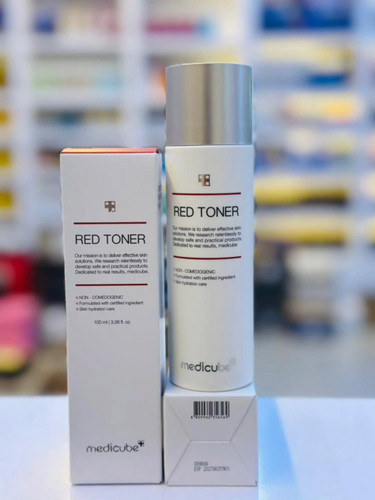 RED TONER
Our mission is to deliver effective skin
solutions. We research relentlessly to
develop safe and practical products.
Dedicated to real results, medicube.
+ NON - COMEDOGENIC
+ Formulated with certified ingredient
+ Skin hydration care
100 ml | 3.38 fl. oz
medicube
RED TONER
Our mission is to deliver effective skin
solutions. We research relentlessly to
develop safe and practical products.
Dedicated to real results, medicube.
+ NON - COMEDOGENIC
+ Formulated with certified ingredient
+ Skin hydration care
medicube
EXP